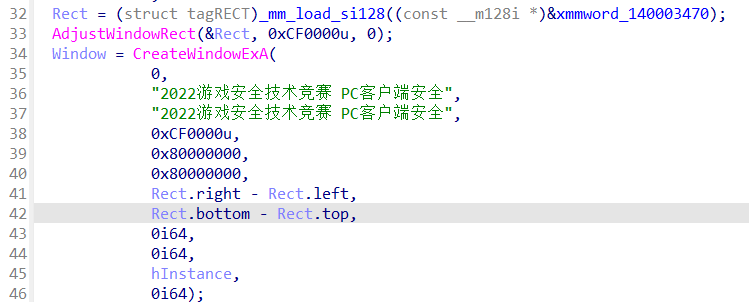 32 Rect = (struct tagRECT)_mm_load_si128((const __m128i *)&xmmword_140003470);
33 AdjustWindowRect(&Rect, 0xCF0000u, 0);
34 Window = CreateWindowExA(
35 0,
36 "2022游戏安全技术竞赛 PC客户端安全",
37 "2022游戏安全技术竞赛 PC客户端安全",
38 0xCF0000u,
39 0x80000000,
40 0x80000000,
41 Rect.right - Rect.left,
42 Rect.bottom - Rect.top,
43 0i64,
44 0i64,
45 hInstance,
46 0i64);